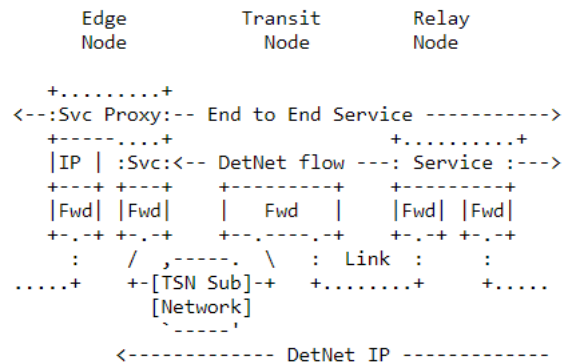 Edge            Transit         Relay
      Node             Node           Node

   +.........+
<--:Svc Proxy:-- End to End Service ----------->
   +-----....+                      +..........+
   |IP | :Svc:<-- DetNet flow ---: Service :--->
   +---+ +---+     +---------+      +---------+
   |Fwd| |Fwd|     |   Fwd   |      |Fwd| |Fwd|
   +-.-+ +-.-+     +--.----.-+      +-.-+ +-.-+
     :    /  ,-----.  \   :  Link  :     :
.....+    +-[TSN Sub]-+   +........+     +.....
            [Network]
             `-----'
         <------------- DetNet IP -------------